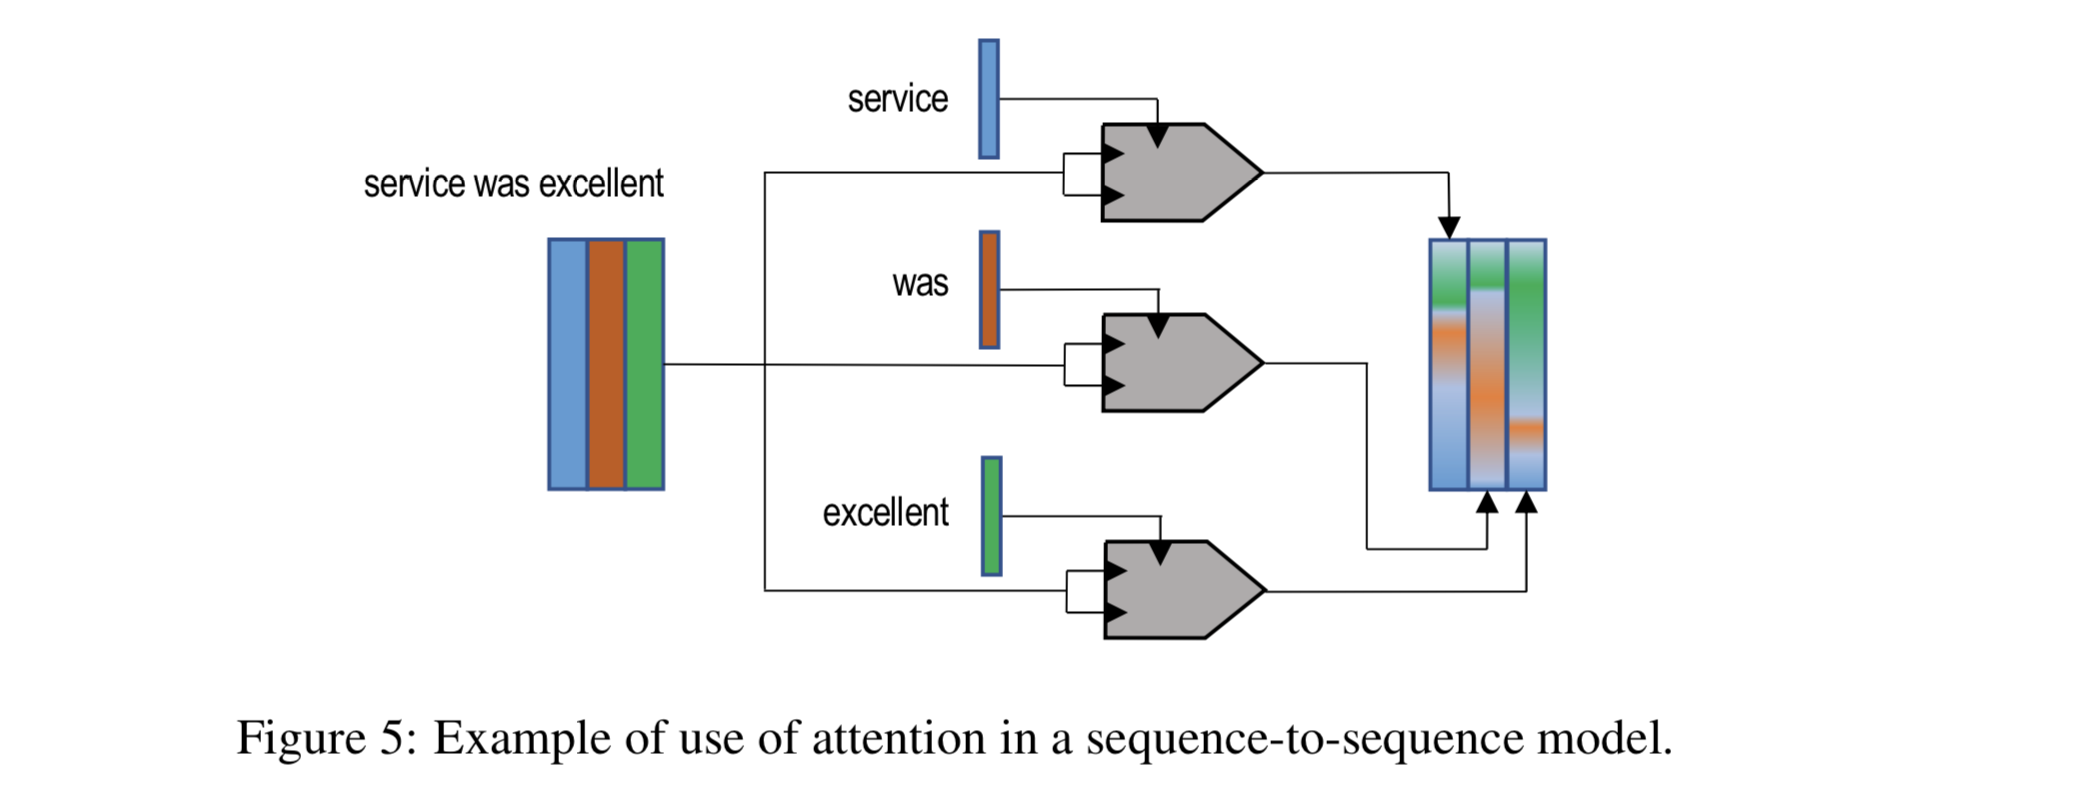 service
service was excellent
was
excellent
Figure 5: Example of use of attention in a sequence-to-sequence model.